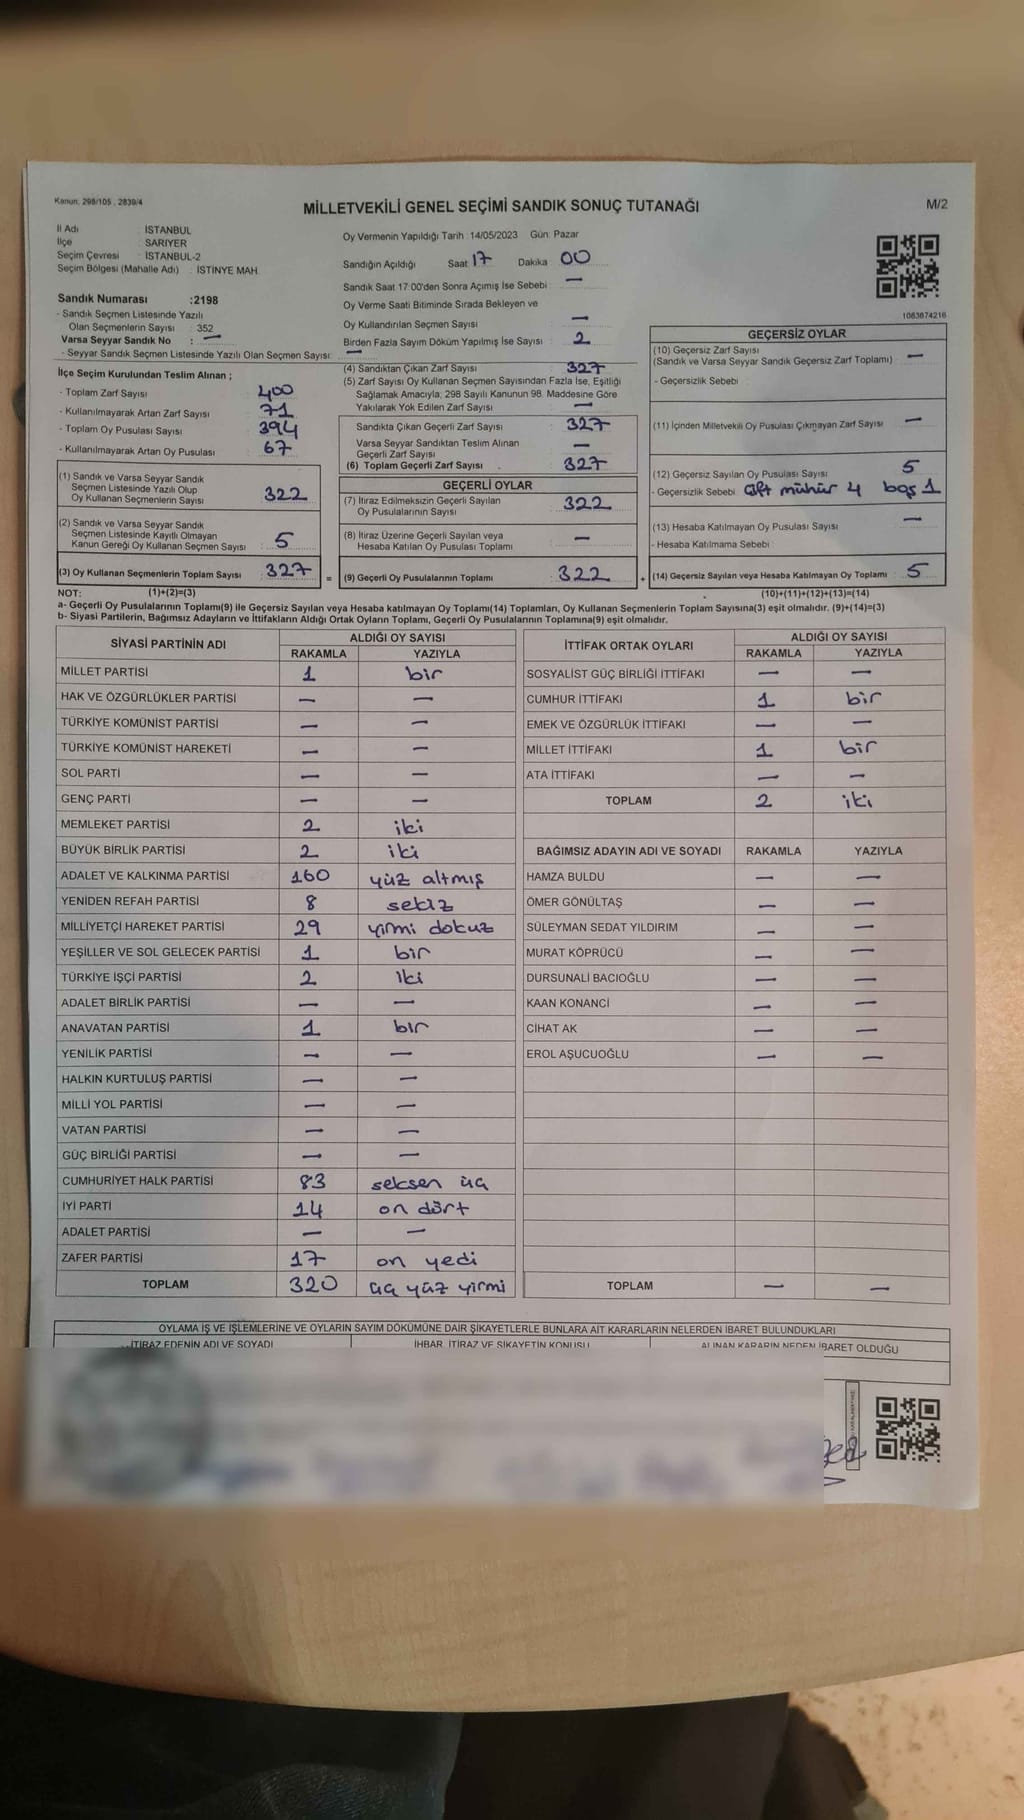 Kanun, 298/105 , 2839/4
MİLLETVEKİLİ GENEL SEÇİMİ SANDIK SONUÇ TUTANAĞI
M/2
İl Adı : İSTANBUL
İlçe : SARIYER
Seçim Çevresi : İSTANBUL-2
Seçim Bölgesi (Mahalle Adı) : İSTİNYE MAH.
Oy Vermenin Yapıldığı Tarih :14/05/2023 Gün: Pazar
Sandığın Açıldığı Saat: 17 Dakika: 00
Sandık Saat 17:00'den Sonra Açımış İse Sebebi : —
Oy Verme Saati Bitiminde Sırada Bekleyen ve
Oy Kullandırılan Seçmen Sayısı : —
Birden Fazla Sayım Döküm Yapılmış İse Sayısı : 2
1083674216
Sandık Numarası :2198
- Sandık Seçmen Listesinde Yazılı
Olan Seçmenlerin Sayısı : 352
Varsa Seyyar Sandık No : —
- Seyyar Sandık Seçmen Listesinde Yazılı Olan Seçmen Sayısı: —
İlçe Seçim Kurulundan Teslim Alınan ;
- Toplam Zarf Sayısı : 400
- Kullanılmayarak Artan Zarf Sayısı : 71
- Toplam Oy Pusulası Sayısı : 394
- Kullanılmayarak Artan Oy Pusulası : 67
(1) Sandık ve Varsa Seyyar Sandık
Seçmen Listesinde Yazılı Olup
Oy Kullanan Seçmenlerin Sayısı : 322
(2) Sandık ve Varsa Seyyar Sandık
Seçmen Listesinde Kayıtlı Olmayan
Kanun Gereği Oy Kullanan Seçmen Sayısı : 5
(3) Oy Kullanan Seçmenlerin Toplam Sayısı : 327
(4) Sandıktan Çıkan Zarf Sayısı : 327
(5) Zarf Sayısı Oy Kullanan Seçmen Sayısından Fazla İse, Eşitliği
Sağlamak Amacıyla; 298 Sayılı Kanunun 98. Maddesine Göre
Yakılarak Yok Edilen Zarf Sayısı : —
Sandıkta Çıkan Geçerli Zarf Sayısı : 327
Varsa Seyyar Sandıktan Teslim Alınan
Geçerli Zarf Sayısı : —
(6) Toplam Geçerli Zarf Sayısı : 327
GEÇERLİ OYLAR
(7) İtiraz Edilmeksizin Geçerli Sayılan
Oy Pusulalarının Sayısı : 322
(8) İtiraz Üzerine Geçerli Sayılan veya
Hesaba Katılan Oy Pusulası Toplamı : —
= (9) Geçerli Oy Pusulalarının Toplamı : 322
GEÇERSİZ OYLAR
(10) Geçersiz Zarf Sayısı
(Sandık ve Varsa Seyyar Sandık Geçersiz Zarf Toplamı) : —
- Geçersizlik Sebebi :
(11) İçinden Milletvekili Oy Pusulası Çıkmayan Zarf Sayısı : —
(12) Geçersiz Sayılan Oy Pusulası Sayısı : 5
- Geçersizlik Sebebi : Çift mühür 4 boş 1
(13) Hesaba Katılmayan Oy Pusulası Sayısı : —
- Hesaba Katılmama Sebebi :
+ (14) Geçersiz Sayılan veya Hesaba Katılmayan Oy Toplamı : 5
NOT: (1)+(2)=(3) (10)+(11)+(12)+(13)=(14)
a- Geçerli Oy Pusulalarının Toplamı(9) ile Geçersiz Sayılan veya Hesaba katılmayan Oy Toplamı(14) Toplamları, Oy Kullanan Seçmenlerin Toplam Sayısına(3) eşit olmalıdır. (9)+(14)=(3)
b- Siyasi Partilerin, Bağımsız Adayların ve İttifakların Aldığı Ortak Oyların Toplamı, Geçerli Oy Pusulalarının Toplamına(9) eşit olmalıdır.
SİYASİ PARTİNİN ADI ALDIĞI OY SAYISI
RAKAMLA YAZIYLA
MİLLET PARTİSİ 1 bir
HAK VE ÖZGÜRLÜKLER PARTİSİ — —
TÜRKİYE KOMÜNİST PARTİSİ — —
TÜRKİYE KOMÜNİST HAREKETİ — —
SOL PARTİ — —
GENÇ PARTİ — —
MEMLEKET PARTİSİ 2 iki
BÜYÜK BİRLİK PARTİSİ 2 iki
ADALET VE KALKINMA PARTİSİ 160 yüz altmış
YENİDEN REFAH PARTİSİ 8 sekiz
MİLLİYETÇİ HAREKET PARTİSİ 29 yirmi dokuz
YEŞİLLER VE SOL GELECEK PARTİSİ 1 bir
TÜRKİYE İŞÇİ PARTİSİ 2 iki
ADALET BİRLİK PARTİSİ — —
ANAVATAN PARTİSİ 1 bir
YENİLİK PARTİSİ — —
HALKIN KURTULUŞ PARTİSİ — —
MİLLİ YOL PARTİSİ — —
VATAN PARTİSİ — —
GÜÇ BİRLİĞİ PARTİSİ — —
CUMHURİYET HALK PARTİSİ 83 seksen üç
İYİ PARTİ 14 on dört
ADALET PARTİSİ — —
ZAFER PARTİSİ 17 on yedi
TOPLAM 320 üç yüz yirmi
İTTİFAK ORTAK OYLARI ALDIĞI OY SAYISI
RAKAMLA YAZIYLA
SOSYALİST GÜÇ BİRLİĞİ İTTİFAKI — —
CUMHUR İTTİFAKI 1 bir
EMEK VE ÖZGÜRLÜK İTTİFAKI — —
MİLLET İTTİFAKI 1 bir
ATA İTTİFAKI — —
TOPLAM 2 iki
BAĞIMSIZ ADAYIN ADI VE SOYADI RAKAMLA YAZIYLA
HAMZA BULDU — —
ÖMER GÖNÜLTAŞ — —
SÜLEYMAN SEDAT YILDIRIM — —
MURAT KÖPRÜCÜ — —
DURSUNALİ BACIOĞLU — —
KAAN KONANCİ — —
CİHAT AK — —
EROL AŞUCUOĞLU — —
TOPLAM — —
OYLAMA İŞ VE İŞLEMLERİNE VE OYLARIN SAYIM DÖKÜMÜNE DAİR ŞİKAYETLERLE BUNLARA AİT KARARLARIN NELERDEN İBARET BULUNDUKLARI
İTİRAZ EDENİN ADI VE SOYADI İHBAR, İTİRAZ VE ŞİKAYETİN KONUSU ALINAN KARARIN NEDEN İBARET OLDUĞU